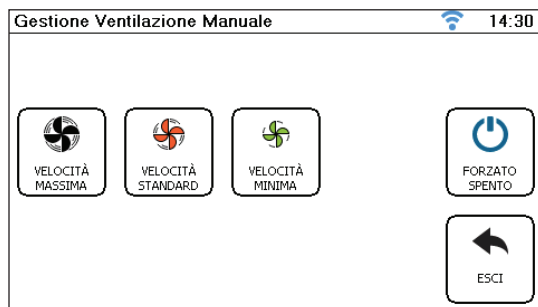 Gestione Ventilazione Manuale 14:30
VELOCITÀ
MASSIMA
VELOCITÀ
STANDARD
VELOCITÀ
MINIMA
FORZATO
SPENTO
ESCI